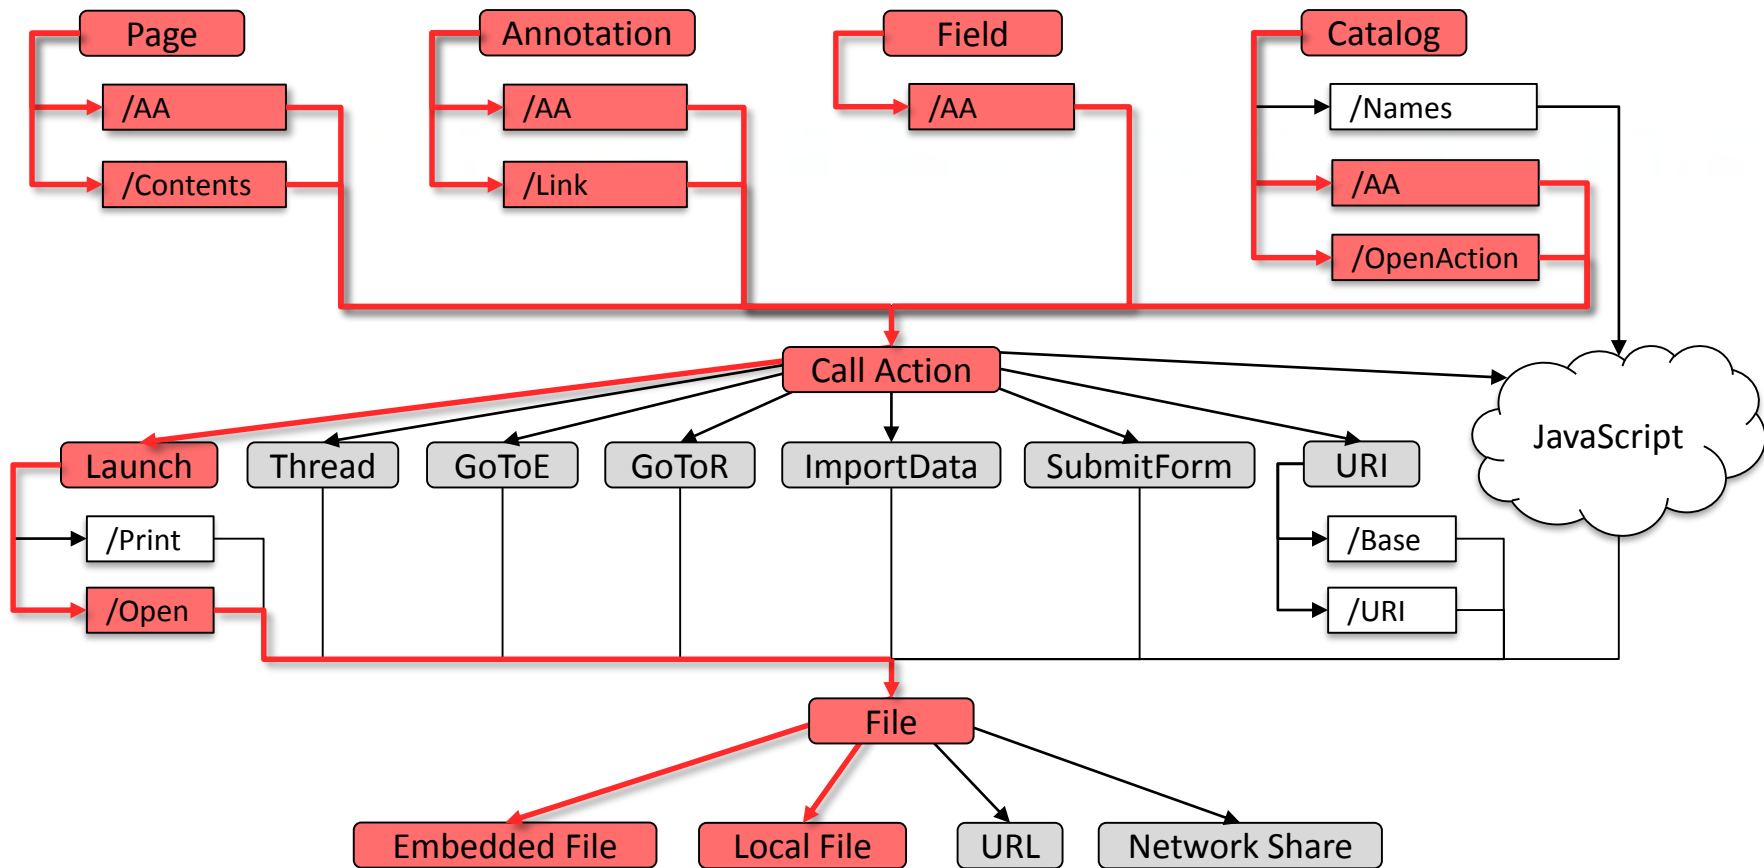 Page
Annotation
Field
Catalog
/AA
/AA
/AA
/Names
/Contents
/Link
/AA
/OpenAction
Call Action
JavaScript
Launch
Thread
GoToE
GoToR
ImportData
SubmitForm
URI
/Print
/Base
/Open
/URI
File
Embedded File
Local File
URL
Network Share